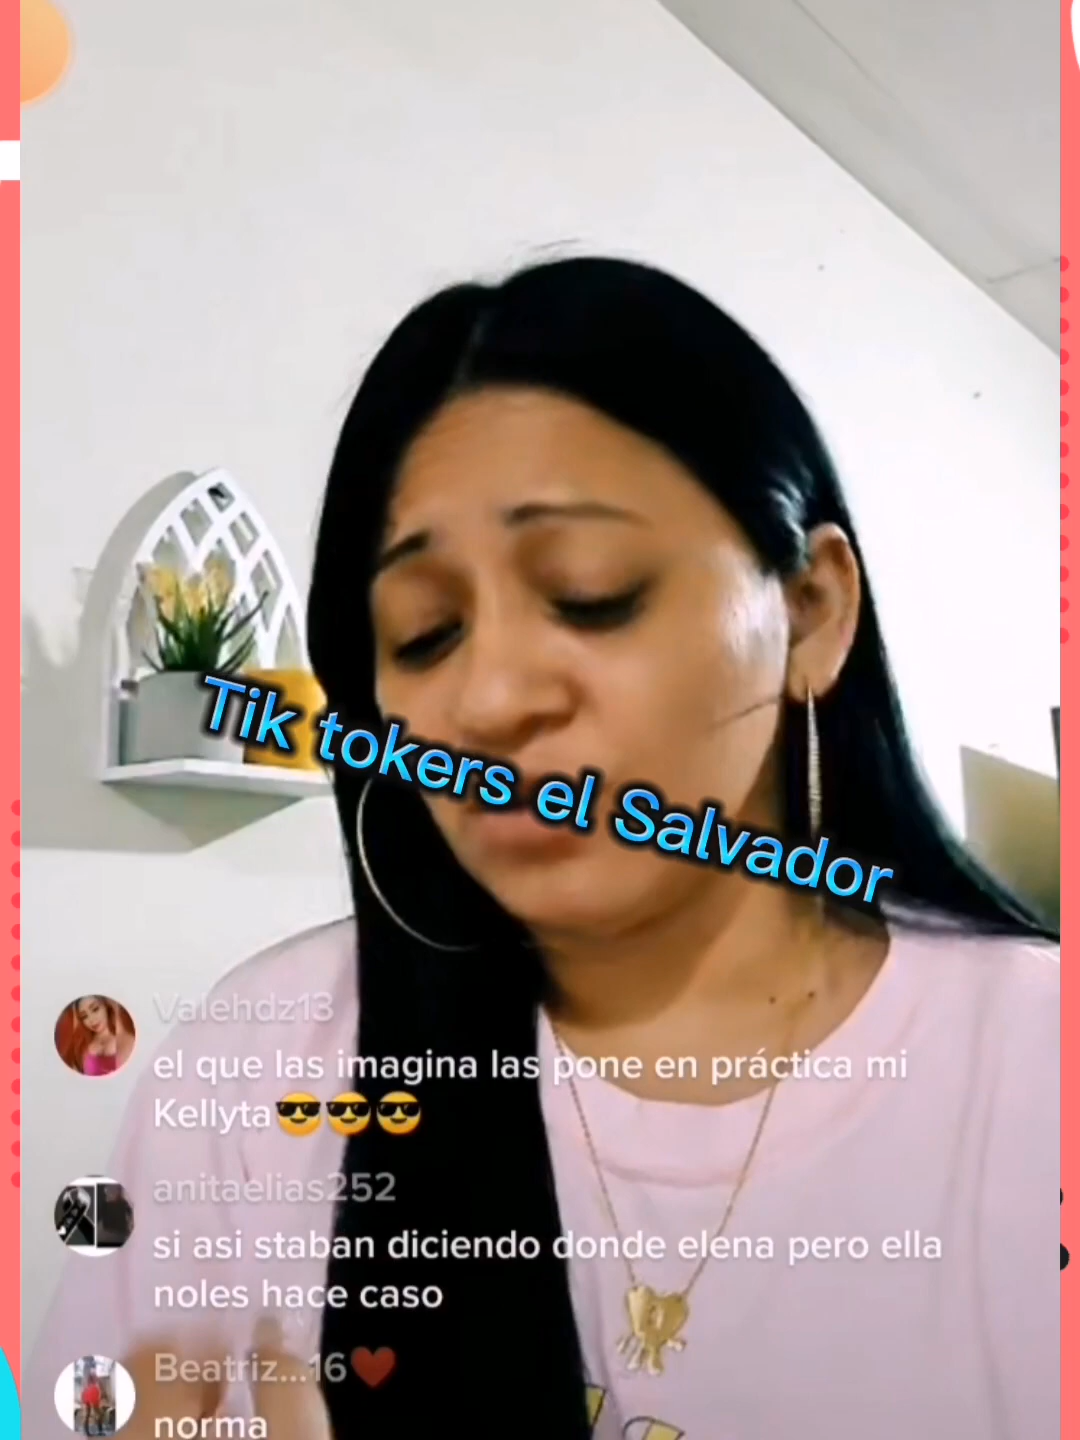 Tik tokers el Salvador
Valehdz13
el que las imagina las pone en práctica mi
Kellyta😎😎😎
anitaelias252
si asi staban diciendo donde elena pero ella
noles hace caso
Beatriz...16❤️
norma